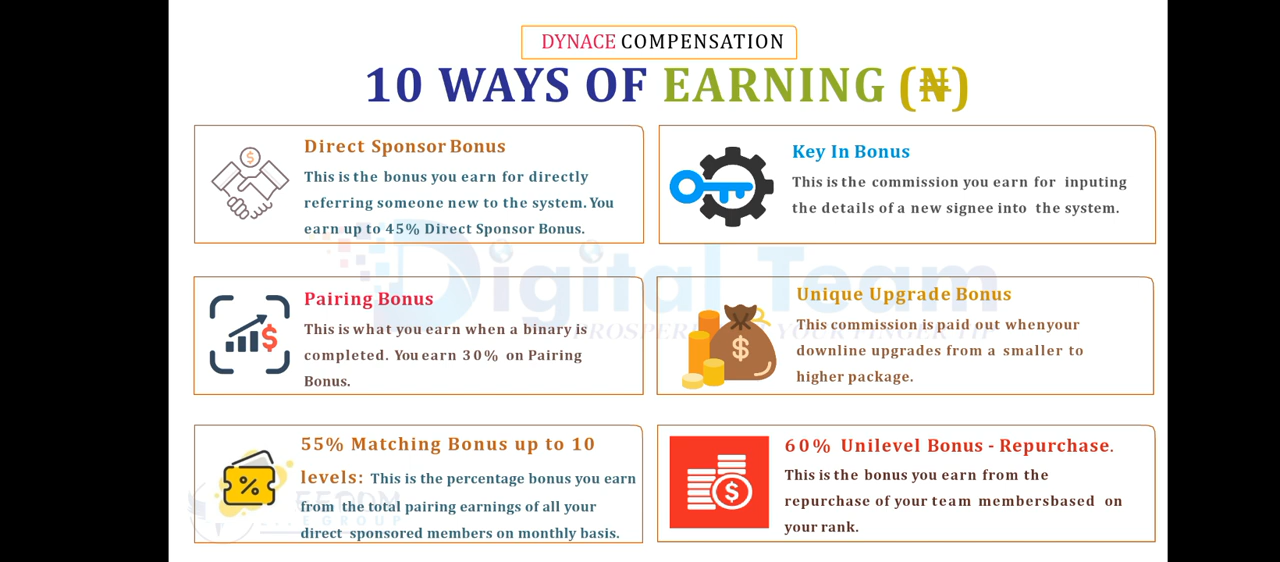 DYNACE COMPENSATION
10 WAYS OF EARNING (₦)
Direct Sponsor Bonus
This is the bonus you earn for directly
referring someone new to the system. You
earn up to 45% Direct Sponsor Bonus.
Key In Bonus
This is the commission you earn for inputing
the details of a new signee into the system.
Digital Team
Pairing Bonus
This is what you earn when a binary is
completed. You earn 30% on Pairing
Bonus.
Unique Upgrade Bonus
This commission is paid out when your
downline upgrades from a smaller to
higher package.
55% Matching Bonus up to 10
levels: This is the percentage bonus you earn
from the total pairing earnings of all your
direct sponsored members on monthly basis.
60% Unilevel Bonus - Repurchase.
This is the bonus you earn from the
repurchase of your team membersbased on
your rank.